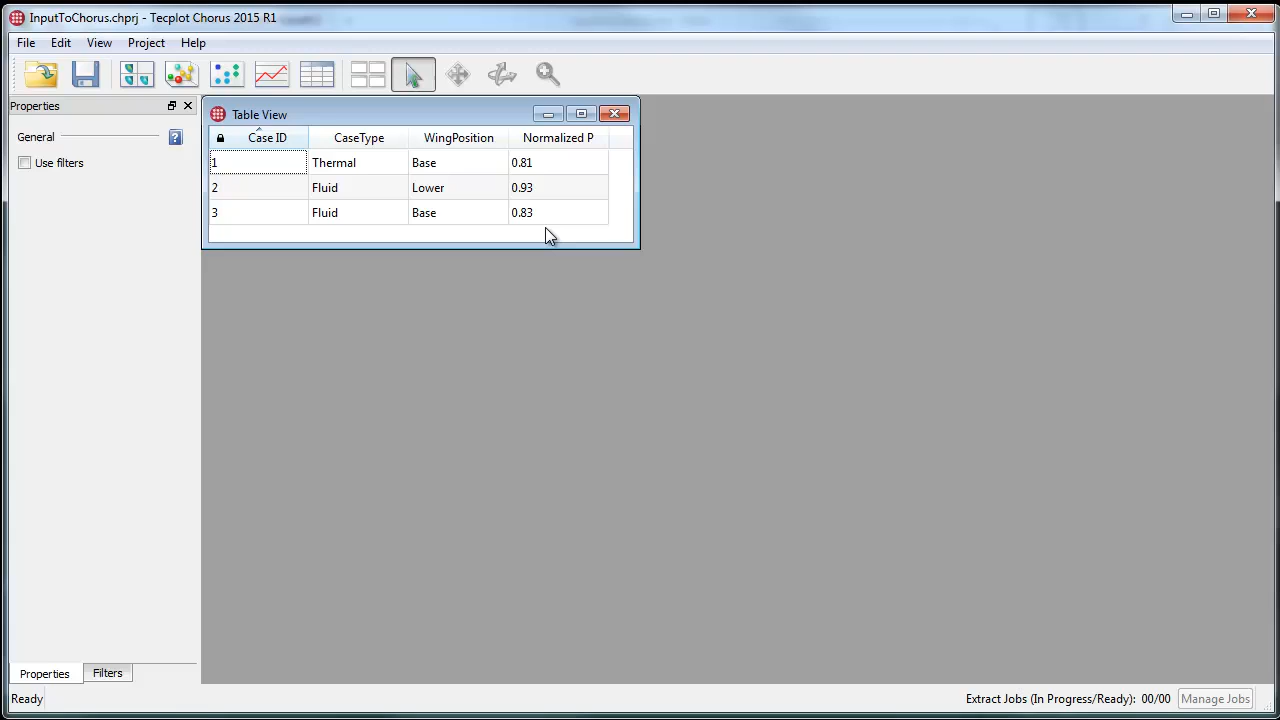 InputToChorus.chprj - Tecplot Chorus 2015 R1
File Edit View Project Help
Properties
General
Use filters
Table View
Case ID CaseType WingPosition Normalized P
1 Thermal Base 0.81
2 Fluid Lower 0.93
3 Fluid Base 0.83
Properties Filters
Ready
Extract Jobs (In Progress/Ready): 00/00 Manage Jobs